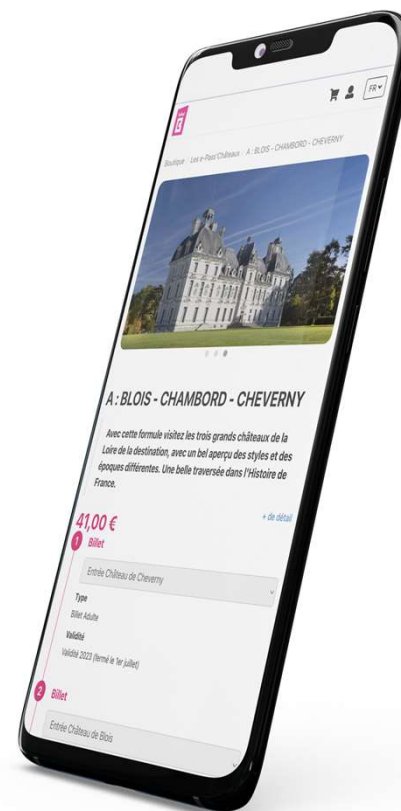 FR
Boutique / Les e-Pass'Châteaux / A : BLOIS - CHAMBORD - CHEVERNY
A : BLOIS - CHAMBORD - CHEVERNY
Avec cette formule visitez les trois grands châteaux de la
Loire de la destination, avec un bel aperçu des styles et des
époques différentes. Une belle traversée dans l'Histoire de
France.
+ de détail
41,00 €
1 Billet
Entrée Château de Cheverny
Type
Billet Adulte
Validité
Validité 2023 (fermé le 1er juillet)
2 Billet
Entrée Château de Blois